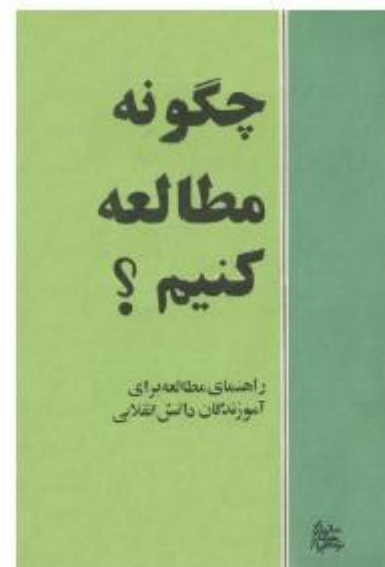 چگونه
مطالعه
کنیم ؟
راهنمای مطالعه برای
آموزندگان دانش انقلابی